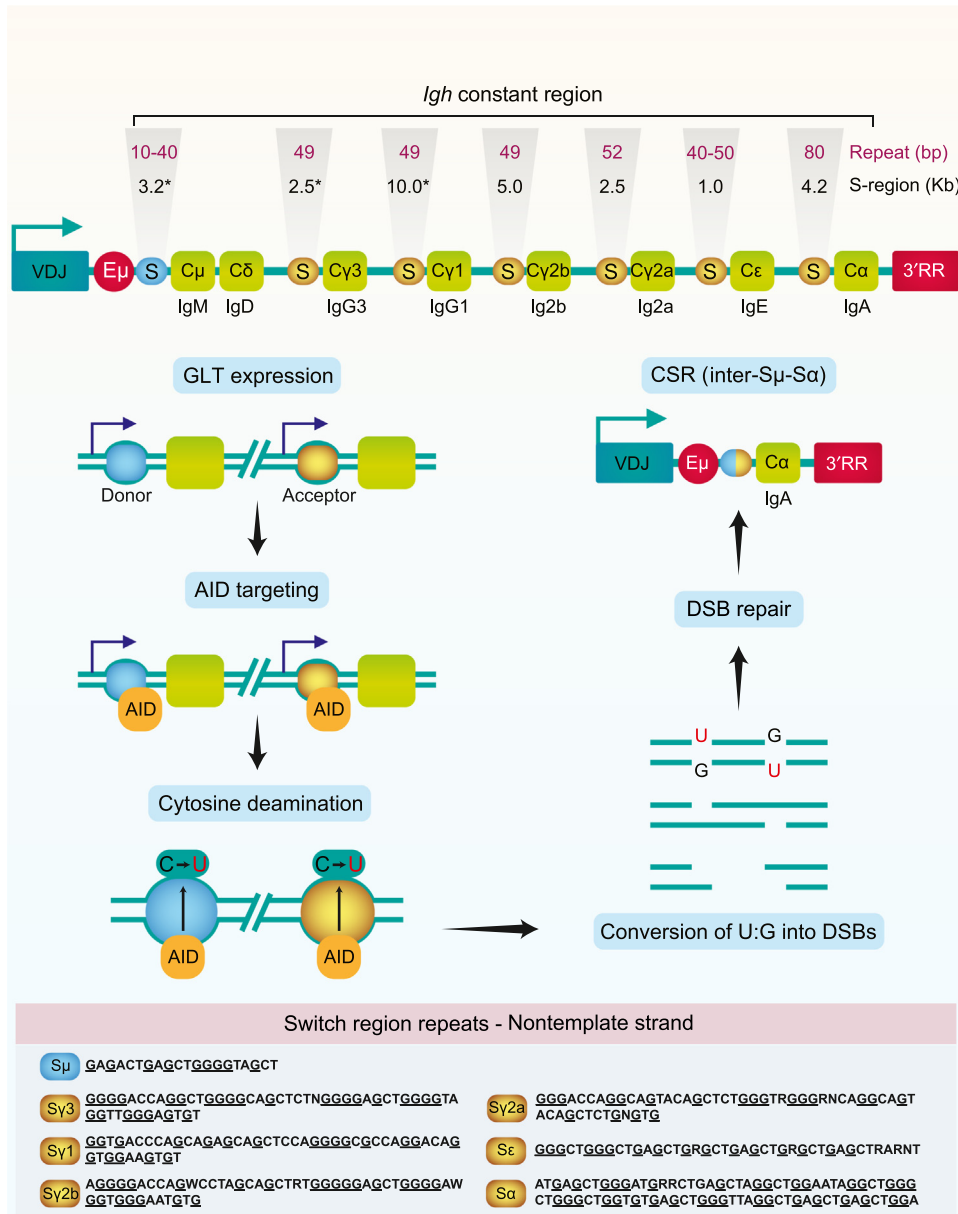 Igh constant region
10-40 49 49 49 52 40-50 80 Repeat (bp)
3.2* 2.5* 10.0* 5.0 2.5 1.0 4.2 S-region (Kb)
VDJ Eμ S Cμ Cδ S Cγ3 S Cγ1 S Cγ2b S Cγ2a S Cε S Cα 3′RR
IgM IgD IgG3 IgG1 Ig2b Ig2a IgE IgA
GLT expression
Donor Acceptor
AID targeting
AID AID
Cytosine deamination
C→U C→U
AID AID
CSR (inter-Sμ-Sα)
VDJ Eμ Cα 3′RR
IgA
DSB repair
U G
G U
Conversion of U:G into DSBs
Switch region repeats - Nontemplate strand
Sμ GAGACTGAGCTGGGGTAGCT
Sγ3 GGGGACCAGGCTGGGGCAGCTCTNGGGGAGCTGGGGTA
GGTTGGGAGTGT
Sγ1 GGTGACCCAGCAGAGCAGCTCCAGGGGCGCCAGGACAG
GTGGAAGTGT
Sγ2b AGGGGACCAGWCCTAGCAGCTRTGGGGGAGCTGGGGAW
GGTGGGAATGTG
Sγ2a GGGACCAGGCAGTACAGCTCTGGGTRGGGRNCAGGCAGT
ACAGCTCTGNGTG
Sε GGGCTGGGCTGAGCTGRGCTGAGCTGRGCTGAGCTRARNT
Sα ATGAGCTGGGATGRRCTGAGCTAGGCTGGAATAGGCTGGG
CTGGGCTGGTGTGAGCTGGGTTAGGCTGAGCTGAGCTGGA